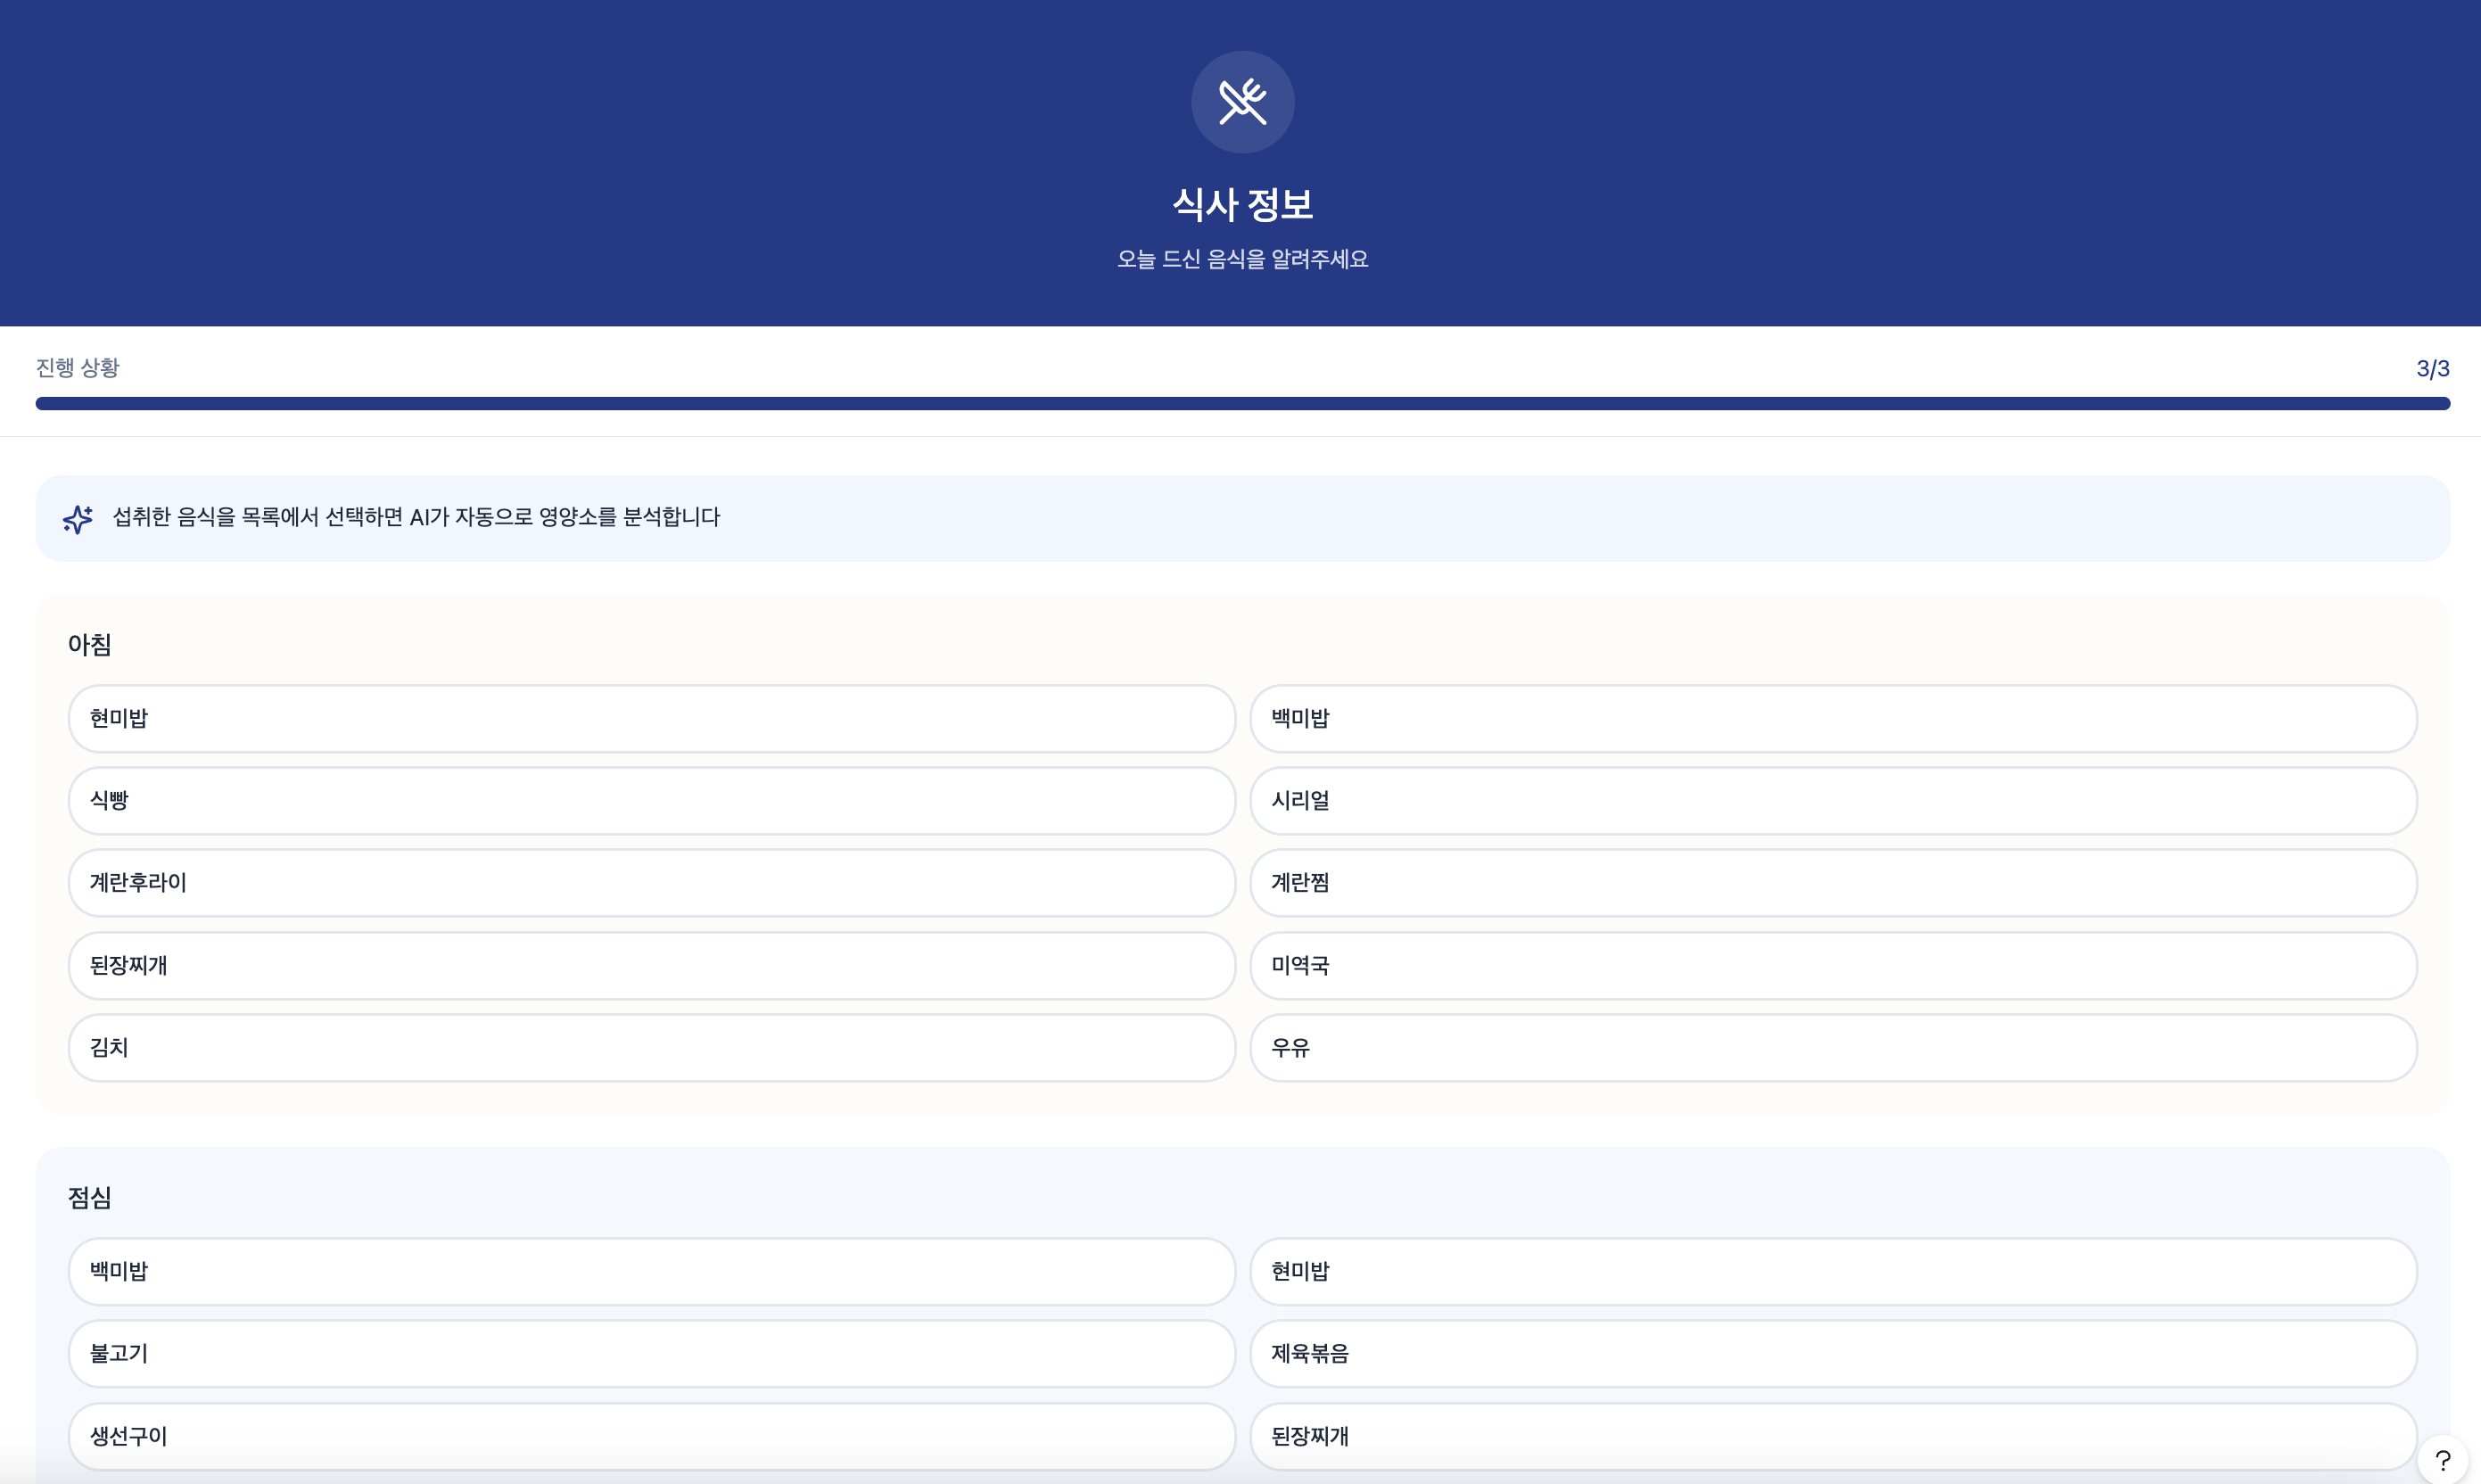 식사 정보
오늘 드신 음식을 알려주세요
진행 상황 3/3
섭취한 음식을 목록에서 선택하면 AI가 자동으로 영양소를 분석합니다
아침
현미밥 백미밥
식빵 시리얼
계란후라이 계란찜
된장찌개 미역국
김치 우유
점심
백미밥 현미밥
불고기 제육볶음
생선구이 된장찌개
?